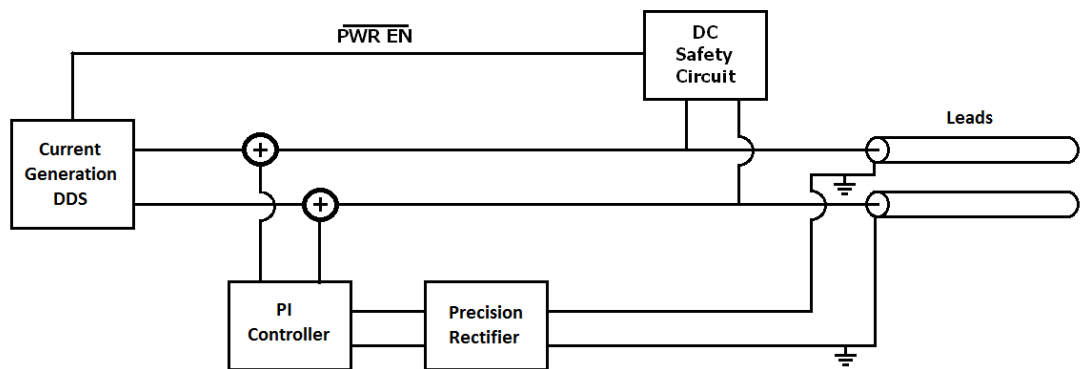 PWR EN
DC
Safety
Circuit
Leads
Current
Generation
DDS
+
+
PI
Controller
Precision
Rectifier